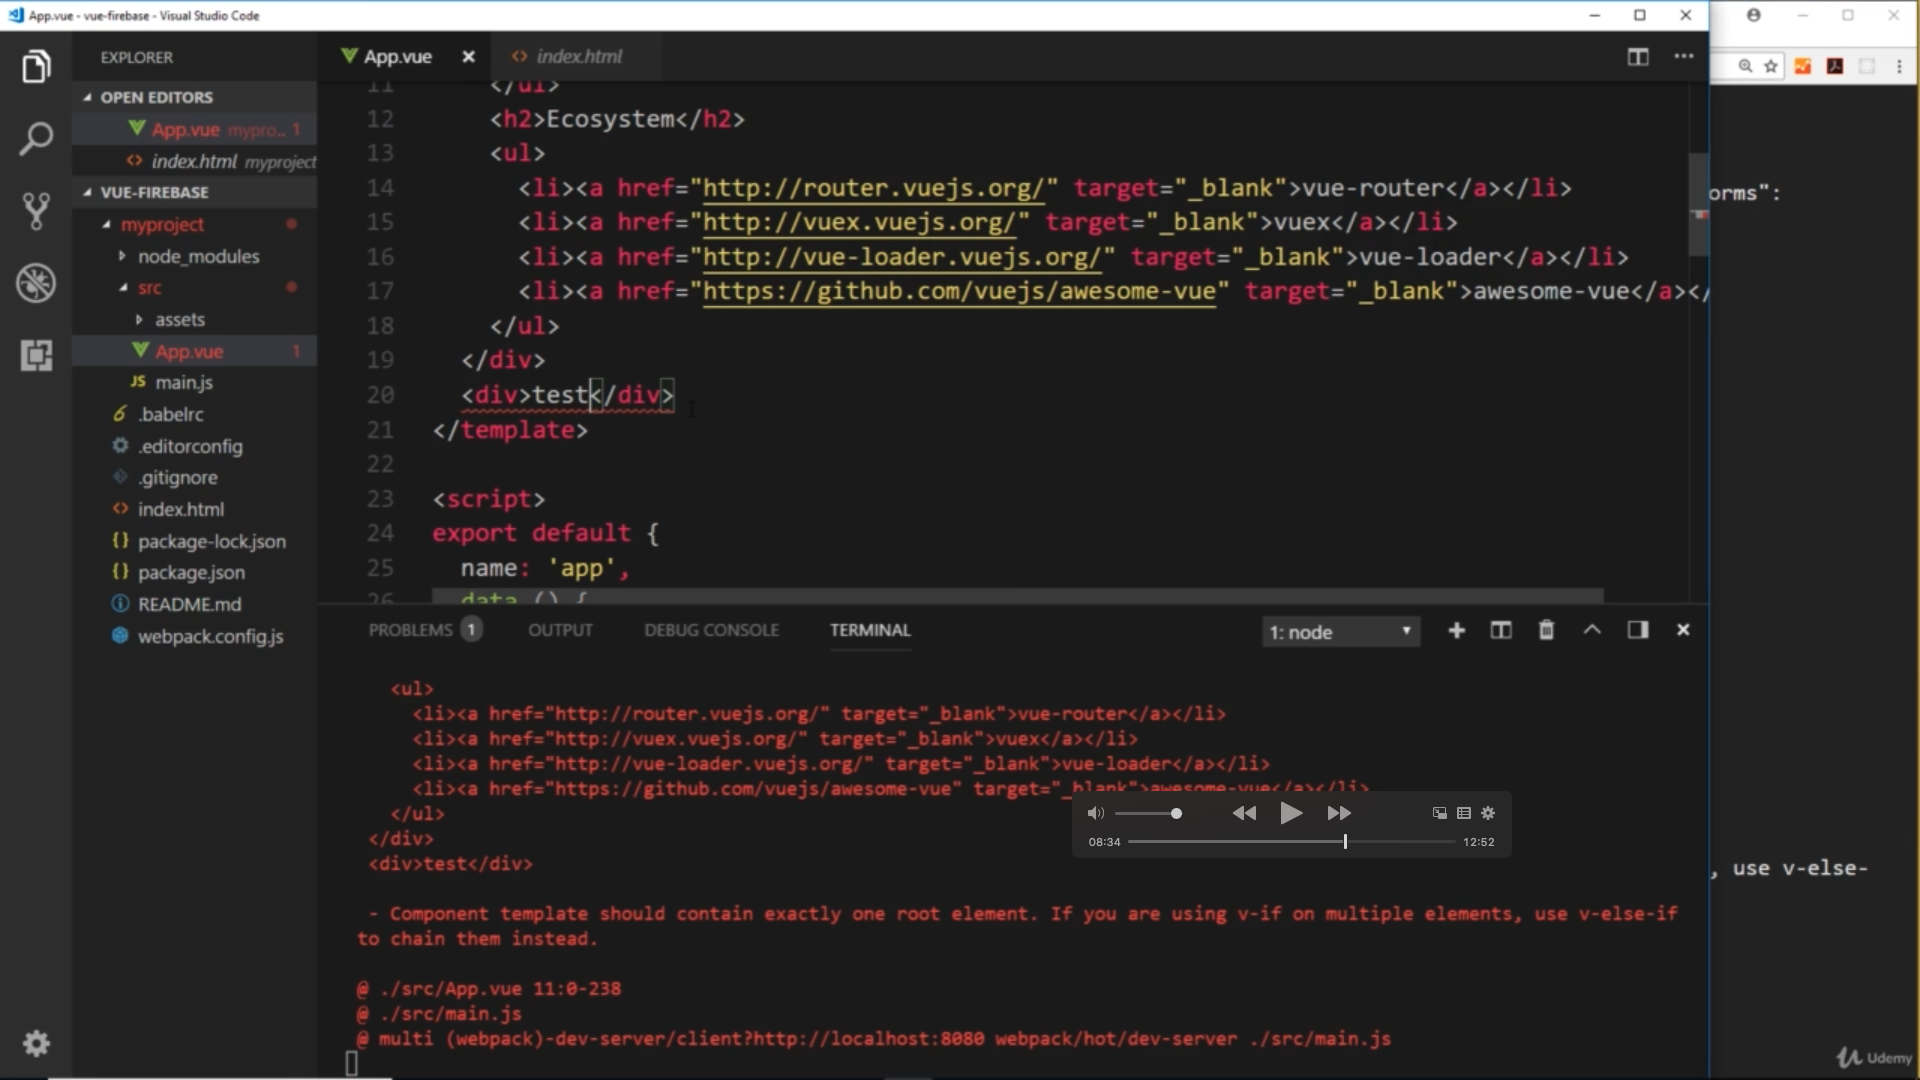 App.vue - vue-firebase - Visual Studio Code
EXPLORER
OPEN EDITORS
App.vue mypro.. 1
index.html myproject
VUE-FIREBASE
myproject
node_modules
src
assets
App.vue 1
JS main.js
.babelrc
.editorconfig
.gitignore
index.html
package-lock.json
package.json
README.md
webpack.config.js
App.vue
index.html
11 </ul>
12 <h2>Ecosystem</h2>
13 <ul>
14 <li><a href="http://router.vuejs.org/" target="_blank">vue-router</a></li>
15 <li><a href="http://vuex.vuejs.org/" target="_blank">vuex</a></li>
16 <li><a href="http://vue-loader.vuejs.org/" target="_blank">vue-loader</a></li>
17 <li><a href="https://github.com/vuejs/awesome-vue" target="_blank">awesome-vue</a></
18 </ul>
19 </div>
20 <div>test</div>
21 </template>
22
23 <script>
24 export default {
25 name: 'app',
26 data () {
PROBLEMS 1 OUTPUT DEBUG CONSOLE TERMINAL 1: node
<ul>
<li><a href="http://router.vuejs.org/" target="_blank">vue-router</a></li>
<li><a href="http://vuex.vuejs.org/" target="_blank">vuex</a></li>
<li><a href="http://vue-loader.vuejs.org/" target="_blank">vue-loader</a></li>
<li><a href="https://github.com/vuejs/awesome-vue" target="_blank">awesome-vue</a></li>
</ul>
</div>
<div>test</div>
- Component template should contain exactly one root element. If you are using v-if on multiple elements, use v-else-if
to chain them instead.
@ ./src/App.vue 11:0-238
@ ./src/main.js
@ multi (webpack)-dev-server/client?http://localhost:8080 webpack/hot/dev-server ./src/main.js
08:34 12:52
orms":
, use v-else-
Udemy